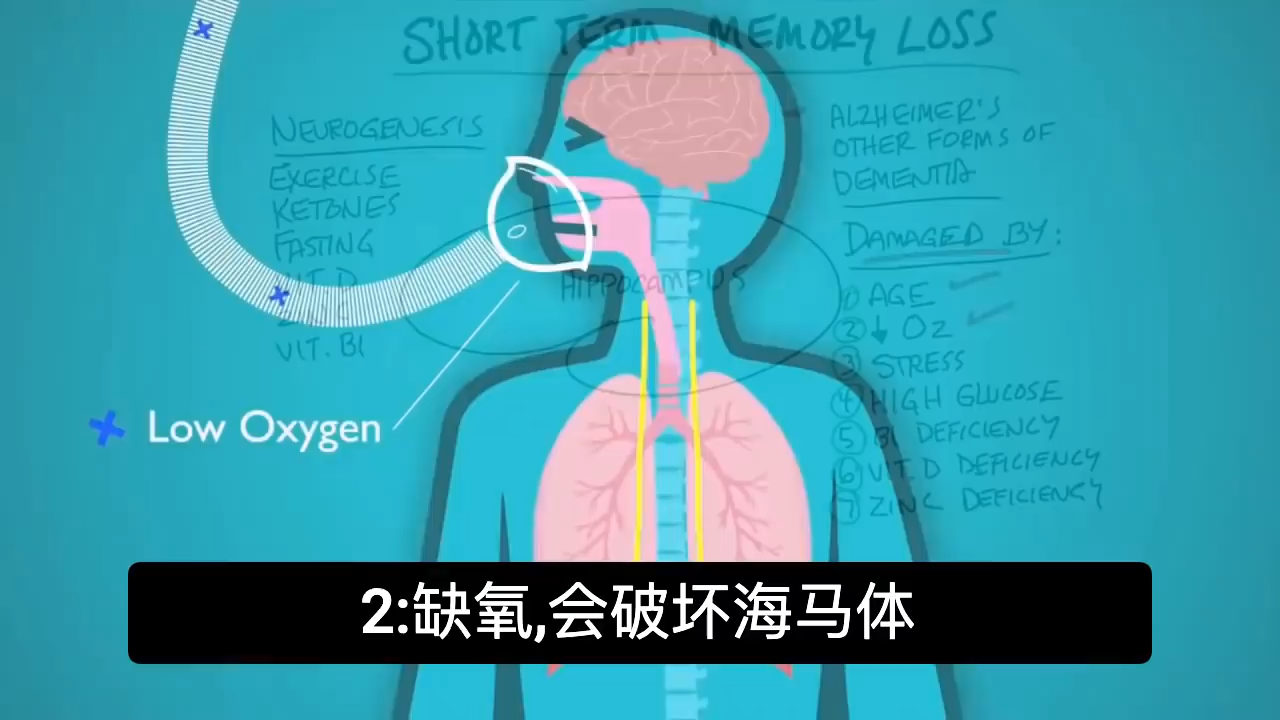 SHORT TERM MEMORY LOSS
NEUROGENESIS
EXERCISE
KETONES
FASTING
VIT. D
ZINC
VIT. B1
HIPPOCAMPUS
ALZHEIMER'S
OTHER FORMS OF
DEMENTIA
DAMAGED BY:
① AGE
② ↓ O2
③ STRESS
④ HIGH GLUCOSE
⑤ B1 DEFICIENCY
⑥ VIT. D DEFICIENCY
⑦ ZINC DEFICIENCY
Low Oxygen
2:缺氧,会破坏海马体